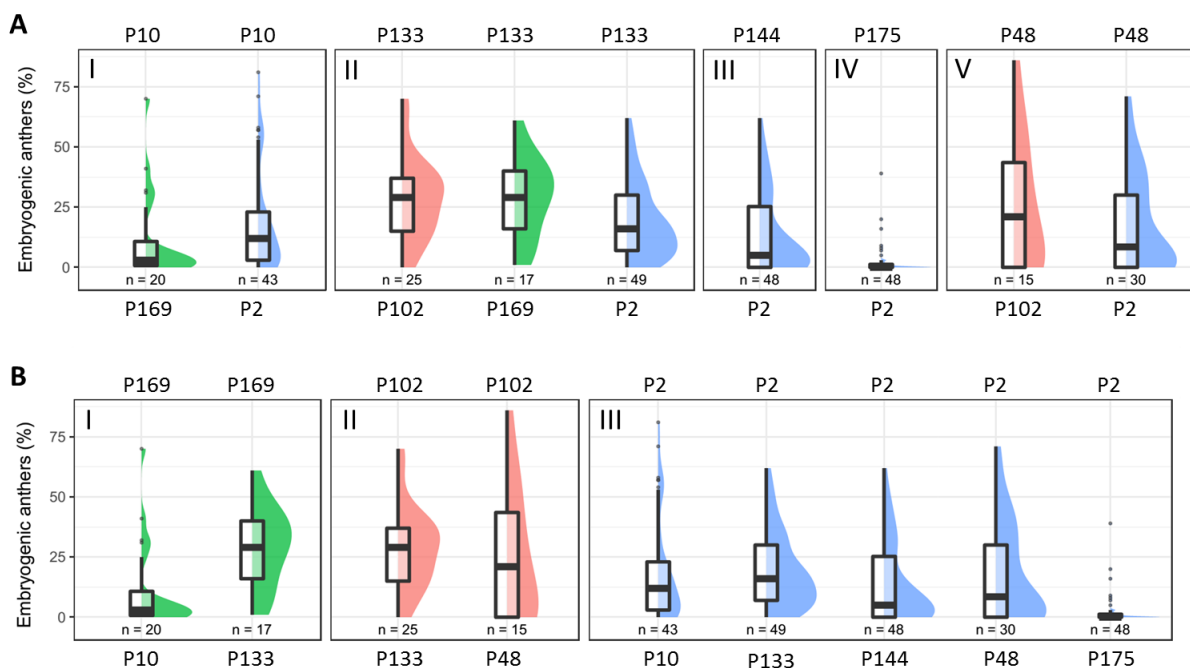 A
P10 P10 P133 P133 P133 P144 P175 P48 P48
I II III IV V
Embryogenic anthers (%)
75
50
25
0
n = 20 n = 43 n = 25 n = 17 n = 49 n = 48 n = 48 n = 15 n = 30
P169 P2 P102 P169 P2 P2 P2 P102 P2
B
P169 P169 P102 P102 P2 P2 P2 P2 P2
I II III
Embryogenic anthers (%)
75
50
25
0
n = 20 n = 17 n = 25 n = 15 n = 43 n = 49 n = 48 n = 30 n = 48
P10 P133 P133 P48 P10 P133 P144 P48 P175